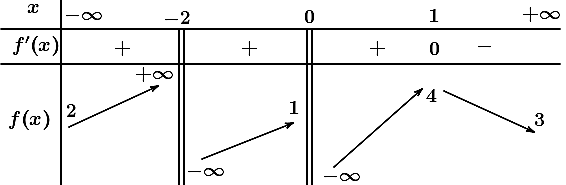 x −∞ −2 0 1 +∞
f′(x) + + + 0 −
+∞
f(x) 2 1 4 3
−∞ −∞